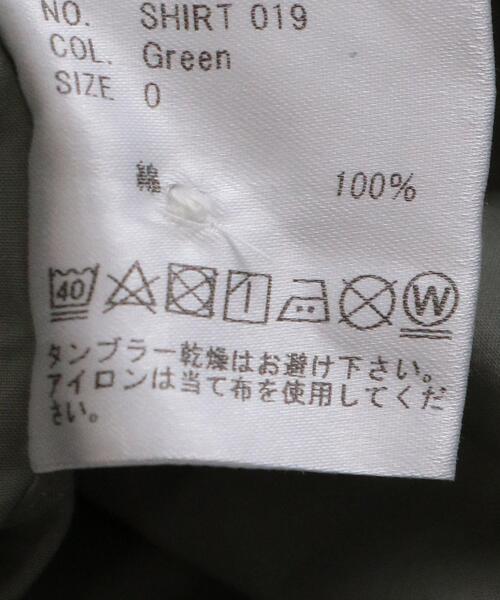 NO. SHIRT 019
COL. Green
SIZE 0
綿 100%
40
W
タンブラー乾燥はお避け下さい。
アイロンは当て布を使用してくだ
さい。